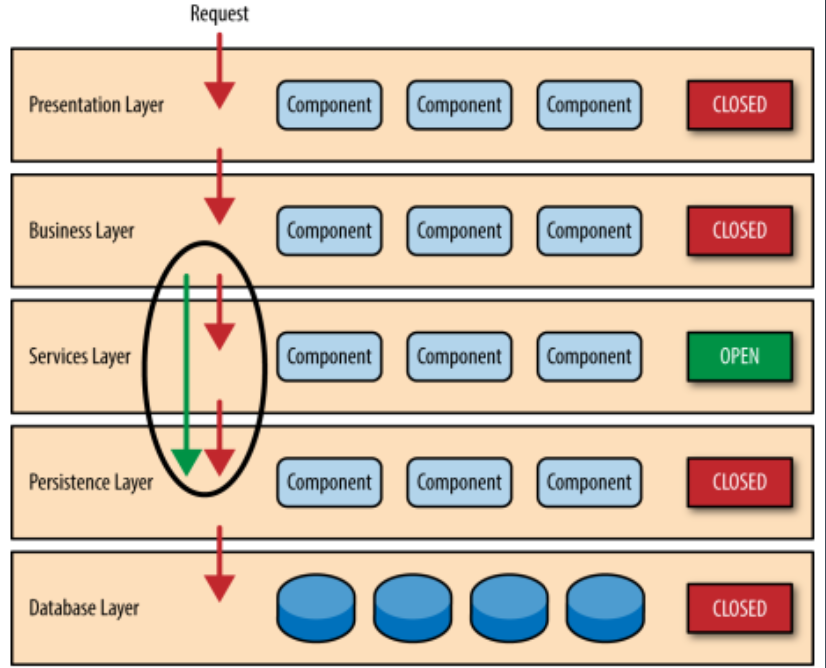 Request
Presentation Layer Component Component Component CLOSED
Business Layer Component Component Component CLOSED
Services Layer Component Component Component OPEN
Persistence Layer Component Component Component CLOSED
Database Layer CLOSED